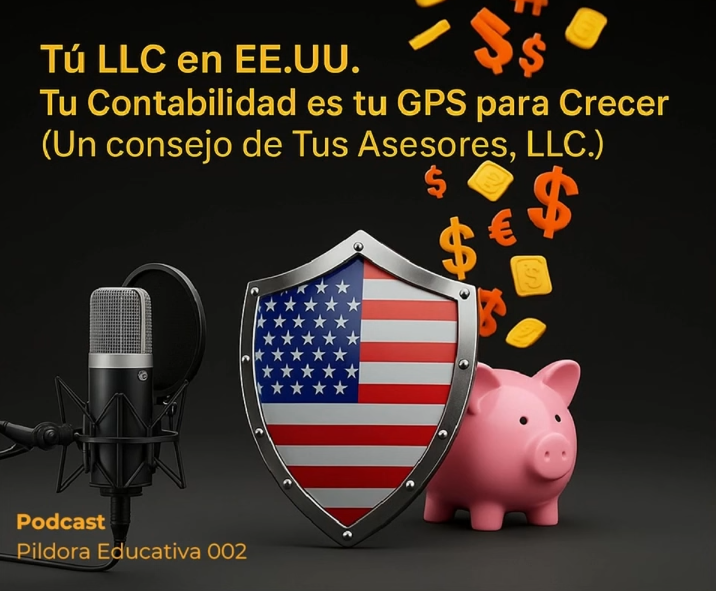 Tú LLC en EE.UU.
Tu Contabilidad es tu GPS para Crecer
(Un consejo de Tus Asesores, LLC.)
Podcast
Pildora Educativa 002